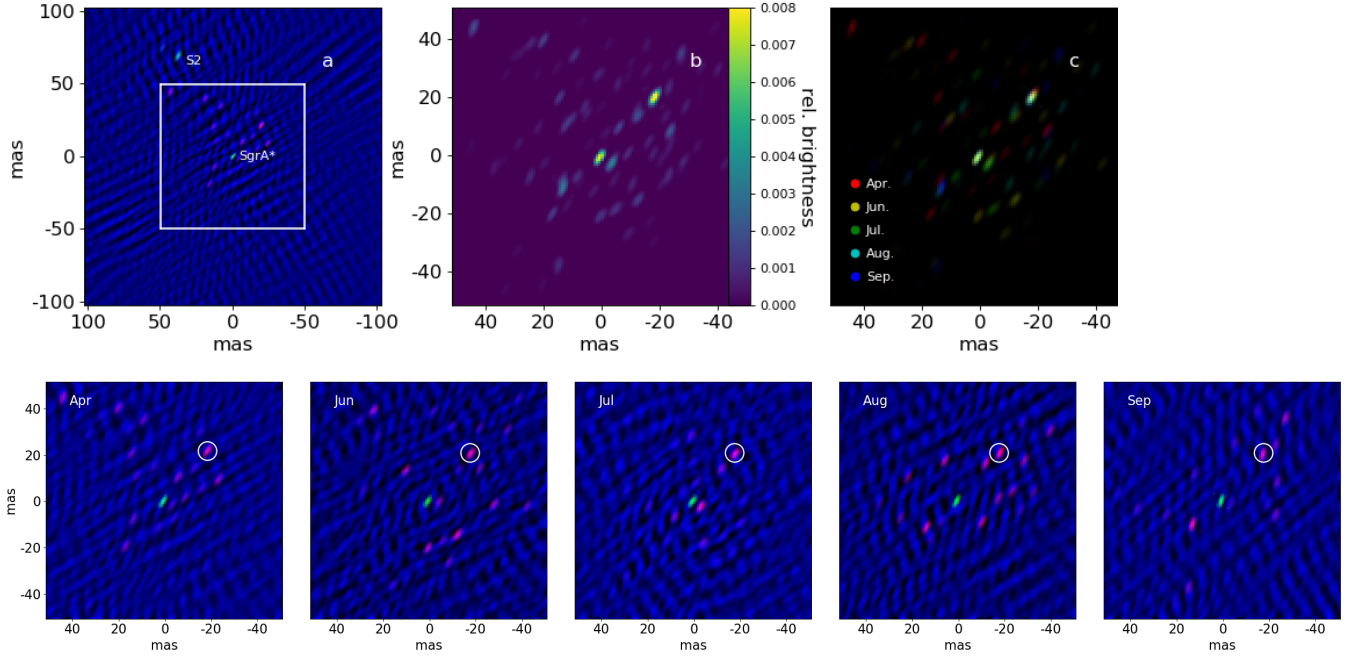 100
50
0
-50
-100
mas
100
50
0
-50
-100
mas
S2
SgrA*
a
40
20
0
-20
-40
mas
40
20
0
-20
-40
mas
b
0.008
0.007
0.006
0.005
0.004
0.003
0.002
0.001
0.000
rel. brightness
c
Apr.
Jun.
Jul.
Aug.
Sep.
40
20
0
-20
-40
mas
Apr
40
20
0
-20
-40
mas
40
20
0
-20
-40
mas
Jun
40
20
0
-20
-40
mas
Jul
40
20
0
-20
-40
mas
Aug
40
20
0
-20
-40
mas
Sep
40
20
0
-20
-40
mas